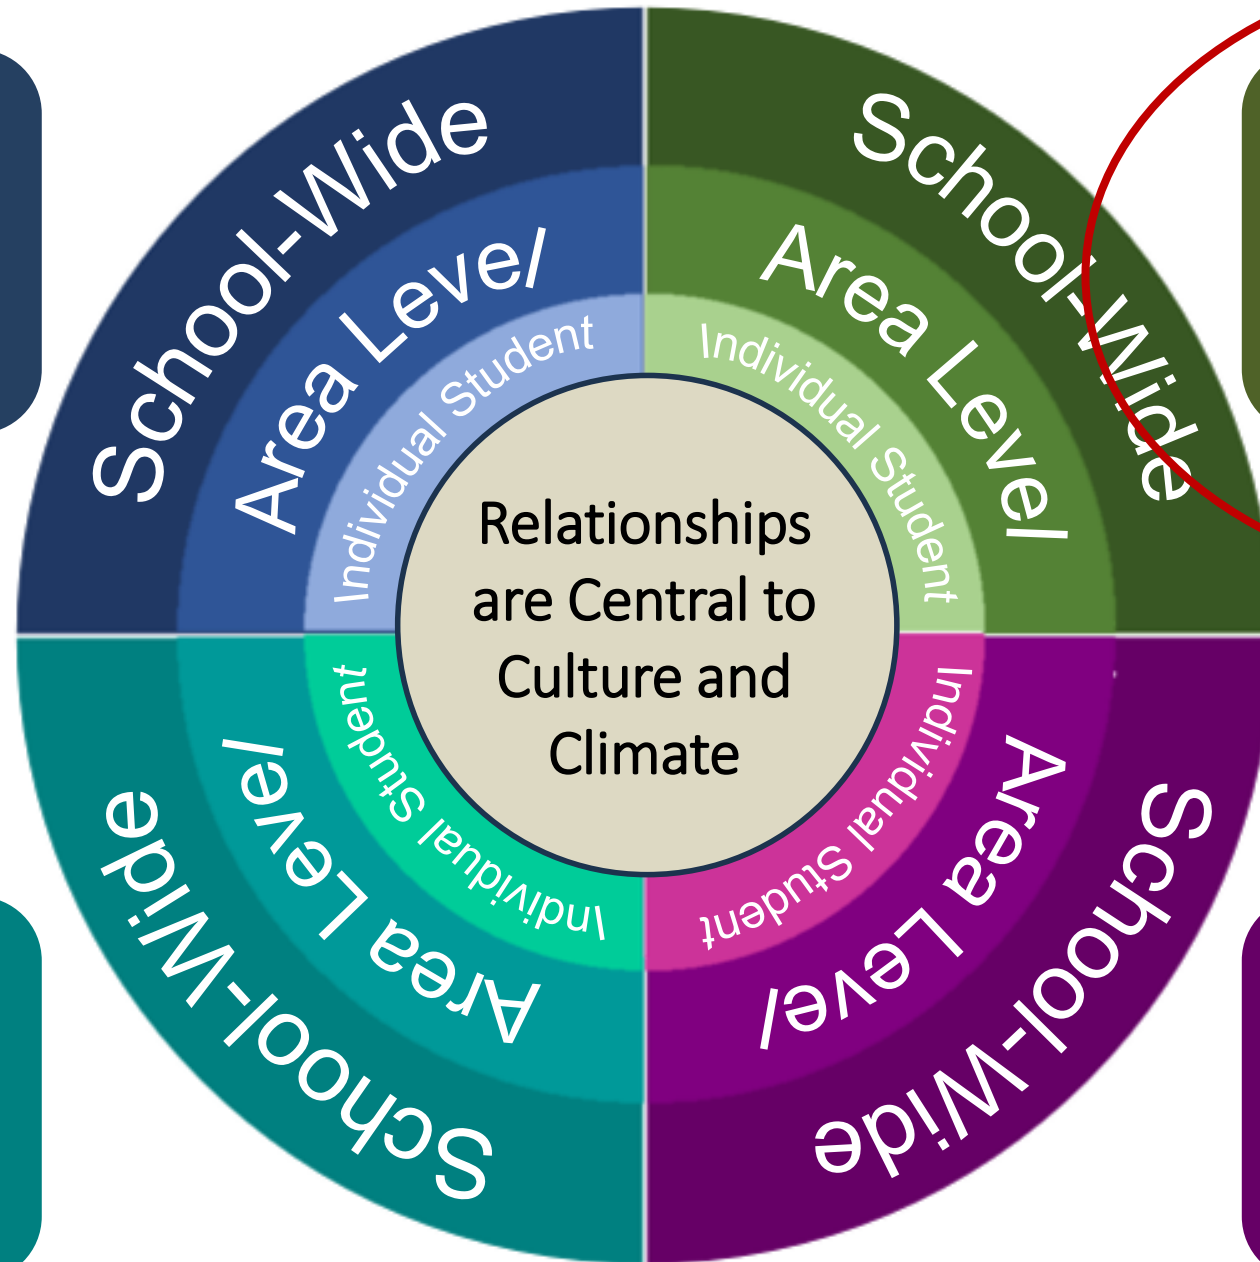 School-Wide
Area Level
Individual Student
School-Wide
Area Level
Individual Student
Relationships
are Central to
Culture and
Climate
Individual Student
Area Level
School-Wide
Individual Student
Area Level
School-Wide